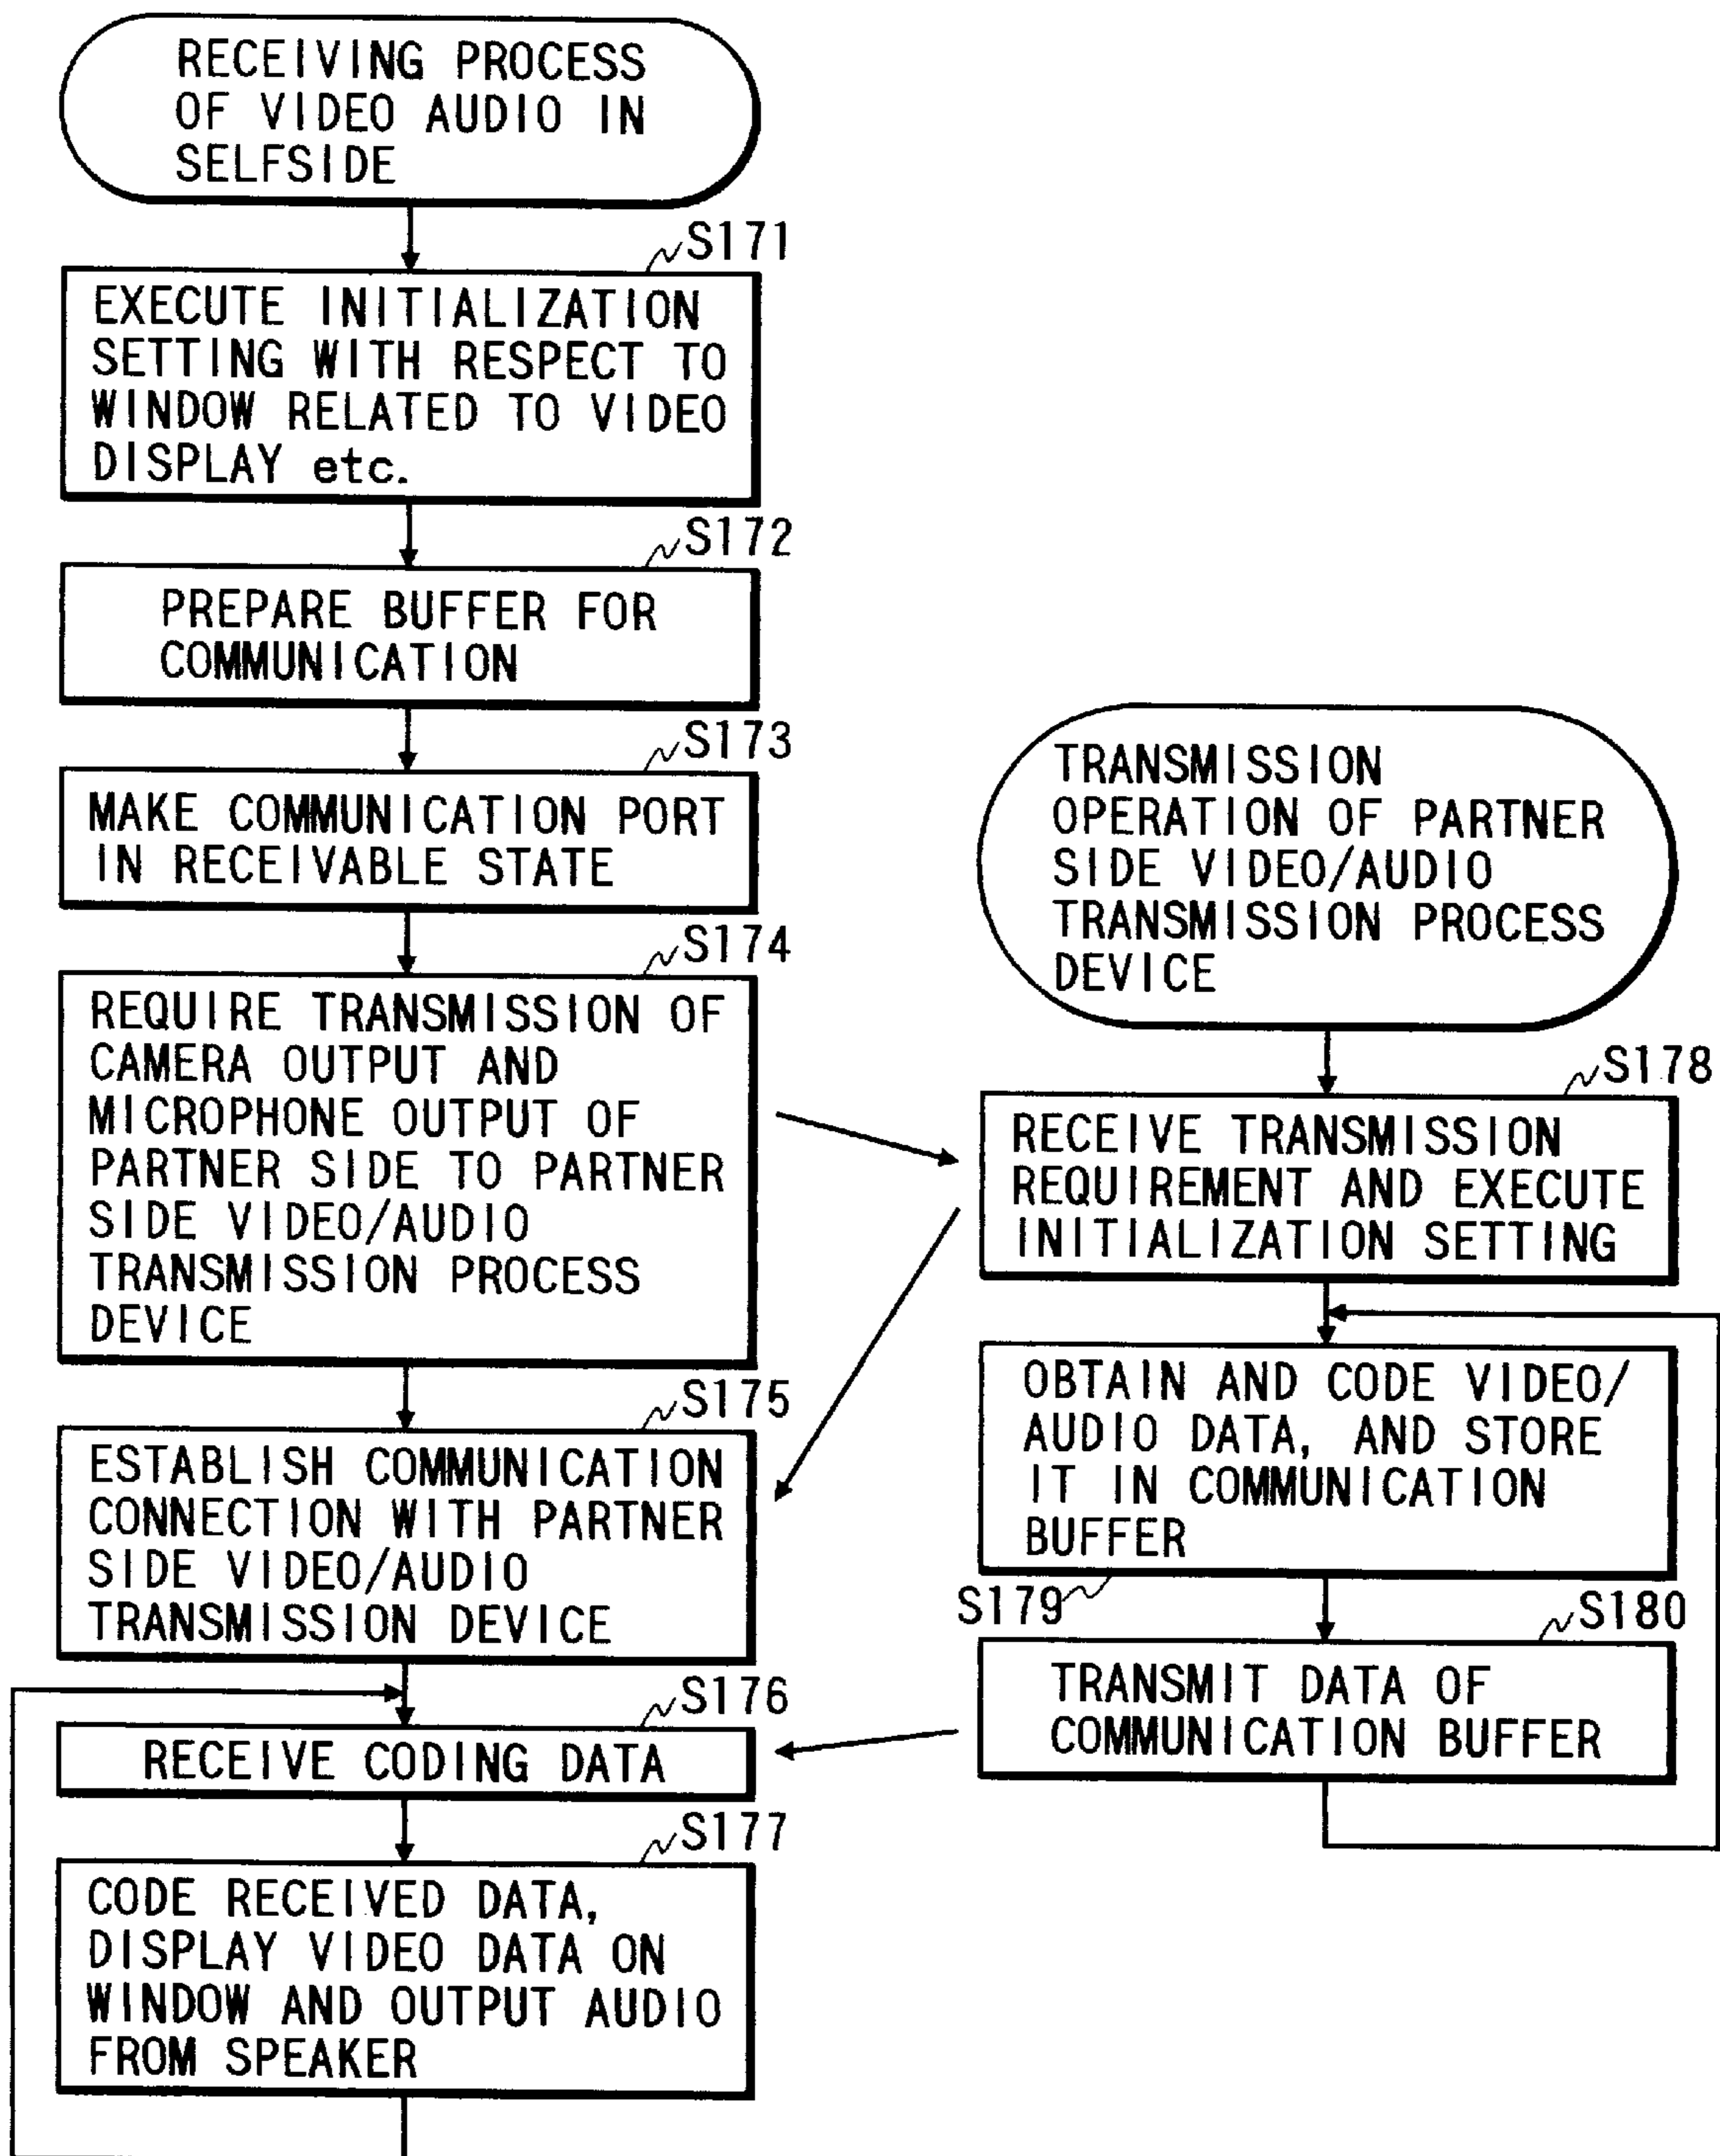 RECEIVING PROCESS
OF VIDEO AUDIO IN
SELFSIDE
S171
EXECUTE INITIALIZATION
SETTING WITH RESPECT TO
WINDOW RELATED TO VIDEO
DISPLAY etc.
S172
PREPARE BUFFER FOR
COMMUNICATION
S173
MAKE COMMUNICATION PORT
IN RECEIVABLE STATE
S174
REQUIRE TRANSMISSION OF
CAMERA OUTPUT AND
MICROPHONE OUTPUT OF
PARTNER SIDE TO PARTNER
SIDE VIDEO/AUDIO
TRANSMISSION PROCESS
DEVICE
S175
ESTABLISH COMMUNICATION
CONNECTION WITH PARTNER
SIDE VIDEO/AUDIO
TRANSMISSION DEVICE
S176
RECEIVE CODING DATA
S177
CODE RECEIVED DATA,
DISPLAY VIDEO DATA ON
WINDOW AND OUTPUT AUDIO
FROM SPEAKER
TRANSMISSION
OPERATION OF PARTNER
SIDE VIDEO/AUDIO
TRANSMISSION PROCESS
DEVICE
S178
RECEIVE TRANSMISSION
REQUIREMENT AND EXECUTE
INITIALIZATION SETTING
OBTAIN AND CODE VIDEO/
AUDIO DATA, AND STORE
IT IN COMMUNICATION
BUFFER
S179
S180
TRANSMIT DATA OF
COMMUNICATION BUFFER